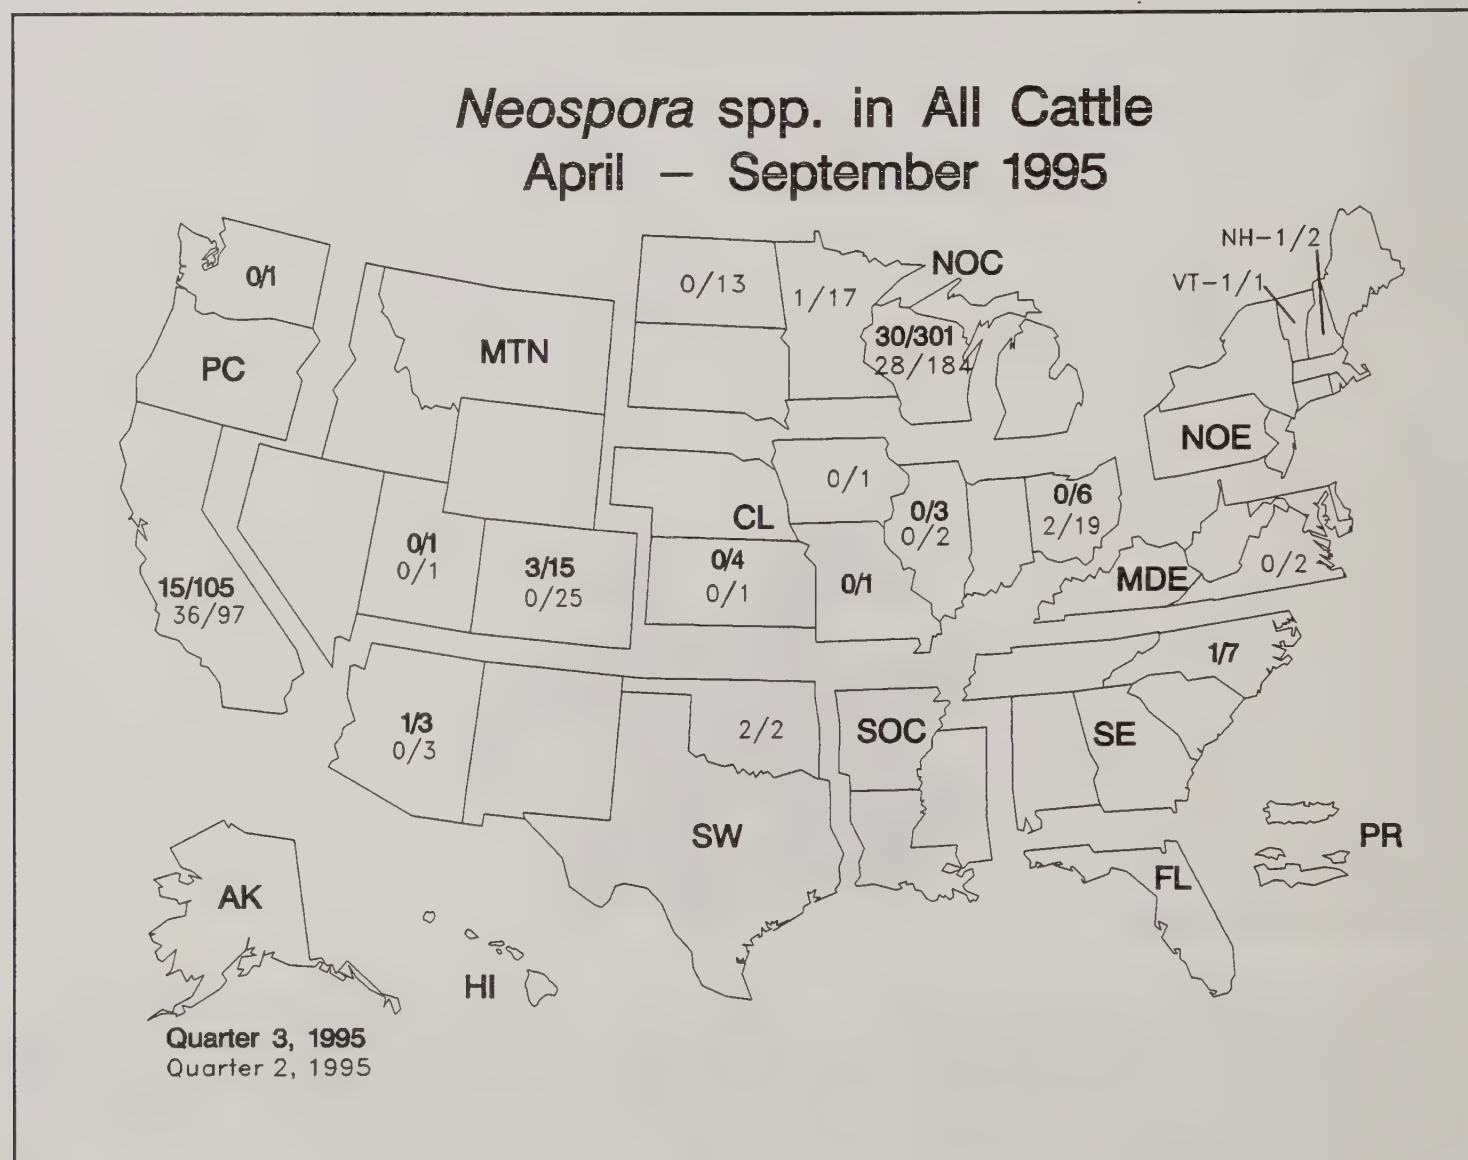 Neospora spp. in All Cattle
April – September 1995
NH-1/2
VT-1/1
NOC
0/1
0/13
1/17
30/301
28/184
MTN
PC
NOE
0/1
0/6
2/19
0/3
0/2
CL
0/1
0/1
3/15
0/25
0/4
0/1
0/1
MDE
0/2
15/105
36/97
1/7
1/3
0/3
2/2
SOC
SE
SW
PR
AK
FL
HI
Quarter 3, 1995
Quarter 2, 1995